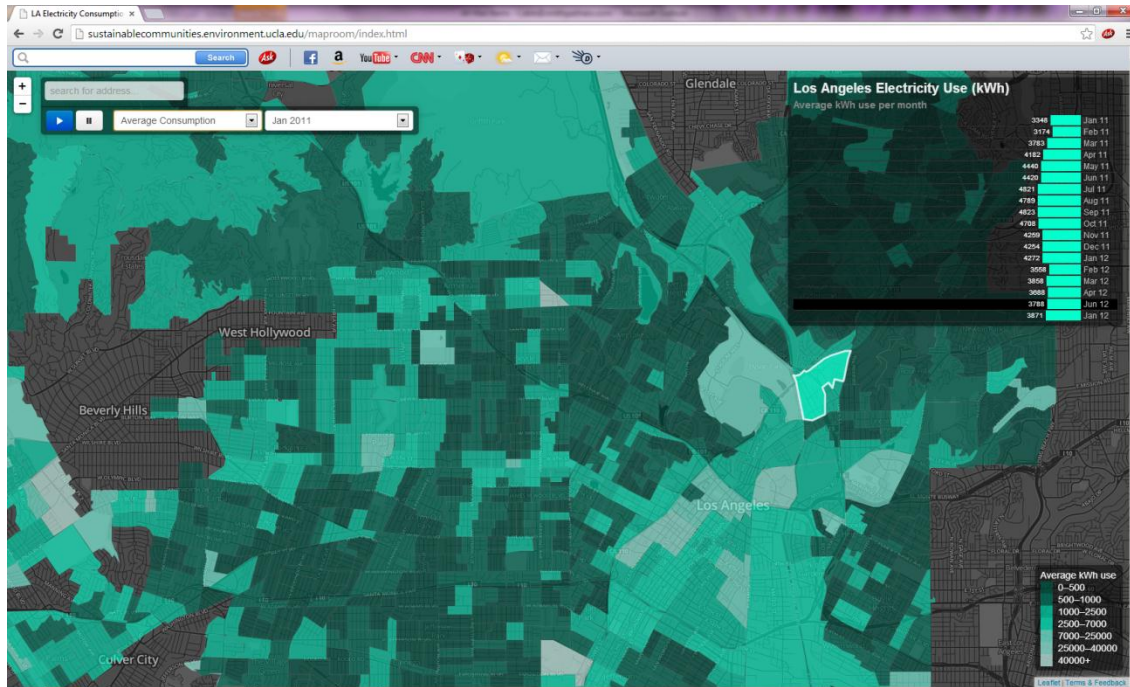 LA Electricity Consumptio
sustainablecommunities.environment.ucla.edu/maproom/index.html
Search
Ask
f
a
You Tube
CNN
+
-
search for address...
Average Consumption
Jan 2011
Los Angeles Electricity Use (kWh)
Average kWh use per month
3348 Jan 11
3174 Feb 11
3783 Mar 11
4182 Apr 11
4440 May 11
4420 Jun 11
4821 Jul 11
4789 Aug 11
4823 Sep 11
4708 Oct 11
4259 Nov 11
4254 Dec 11
4272 Jan 12
3558 Feb 12
3858 Mar 12
3688 Apr 12
3788 Jun 12
3871 Jan 12
Glendale
West Hollywood
Beverly Hills
Los Angeles
Culver City
Average kWh use
0–500
500–1000
1000–2500
2500–7000
7000–25000
25000–40000
40000+
Leaflet | Terms & Feedback